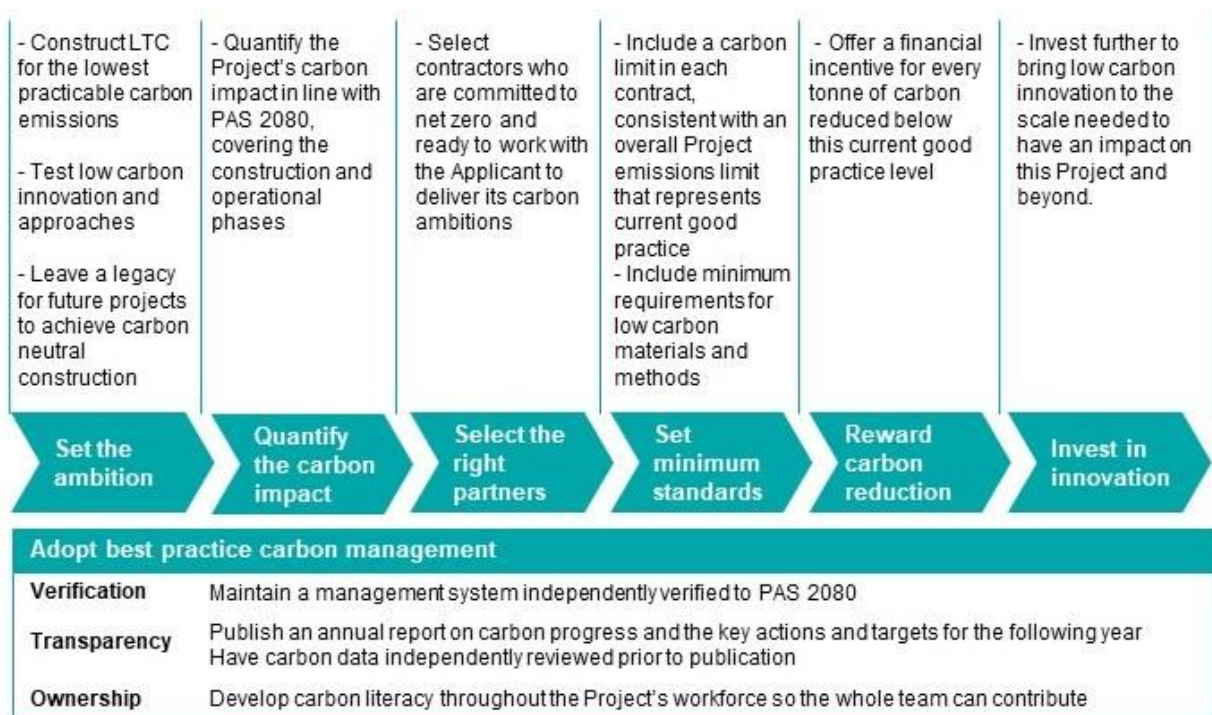 - Construct LTC
for the lowest
practicable carbon
emissions
- Test low carbon
innovation and
approaches
- Leave a legacy
for future projects
to achieve carbon
neutral
construction
- Quantify the
Project's carbon
impact in line with
PAS 2080,
covering the
construction and
operational
phases
- Select
contractors who
are committed to
net zero and
ready to work with
the Applicant to
deliver its carbon
ambitions
- Include a carbon
limit in each
contract,
consistent with an
overall Project
emissions limit
that represents
current good
practice
- Include minimum
requirements for
low carbon
materials and
methods
- Offer a financial
incentive for every
tonne of carbon
reduced below
this current good
practice level
- Invest further to
bring low carbon
innovation to the
scale needed to
have an impact on
this Project and
beyond.
Set the
ambition
Quantify
the carbon
impact
Select the
right
partners
Set
minimum
standards
Reward
carbon
reduction
Invest in
innovation
Adopt best practice carbon management
Verification Maintain a management system independently verified to PAS 2080
Transparency Publish an annual report on carbon progress and the key actions and targets for the following year
Have carbon data independently reviewed prior to publication
Ownership Develop carbon literacy throughout the Project's workforce so the whole team can contribute